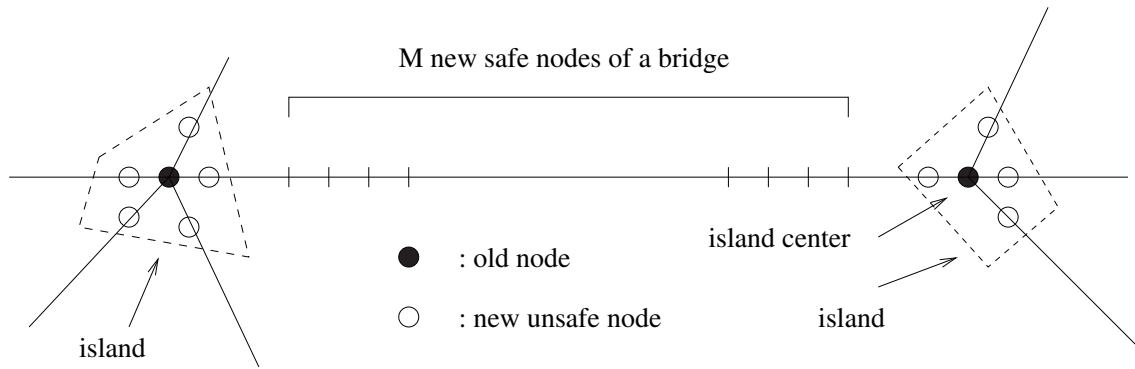 M new safe nodes of a bridge
island center
: old node
: new unsafe node
island
island